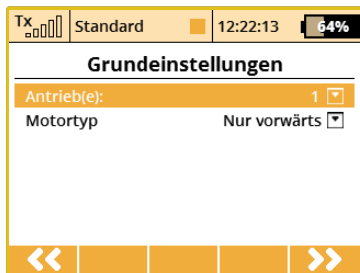 Tx Standard 12:22:13 64%
Grundeinstellungen
Antrieb(e): 1
Motortyp Nur vorwärts